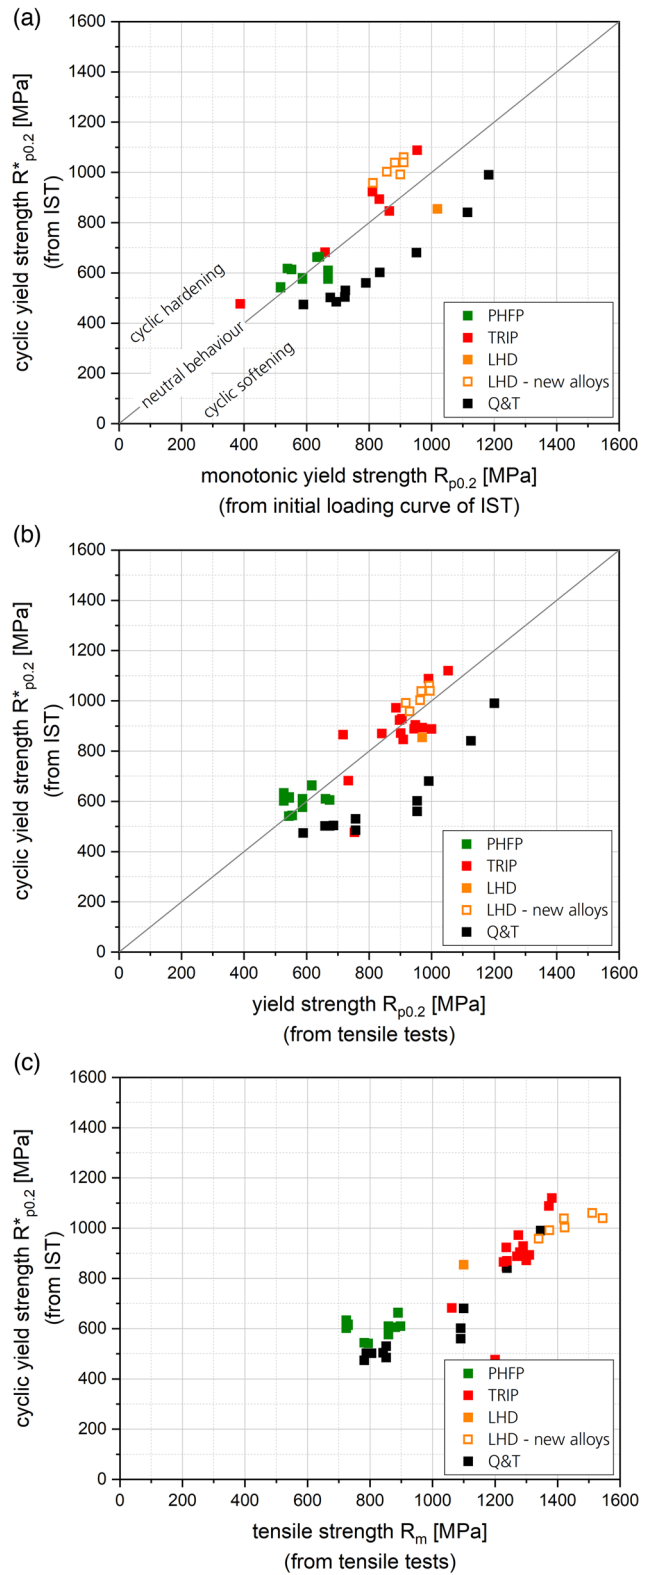 (a)
1600
1400
1200
1000
800
600
400
200
0
cyclic yield strength R*p0.2 [MPa]
(from IST)
cyclic hardening
neutral behaviour
cyclic softening
PHFP
TRIP
LHD
LHD - new alloys
Q&T
0 200 400 600 800 1000 1200 1400 1600
monotonic yield strength Rp0.2 [MPa]
(from initial loading curve of IST)
(b)
1600
1400
1200
1000
800
600
400
200
0
cyclic yield strength R*p0.2 [MPa]
(from IST)
PHFP
TRIP
LHD
LHD - new alloys
Q&T
0 200 400 600 800 1000 1200 1400 1600
yield strength Rp0.2 [MPa]
(from tensile tests)
(c)
1600
1400
1200
1000
800
600
400
200
0
cyclic yield strength R*p0.2 [MPa]
(from IST)
PHFP
TRIP
LHD
LHD - new alloys
Q&T
0 200 400 600 800 1000 1200 1400 1600
tensile strength Rm [MPa]
(from tensile tests)